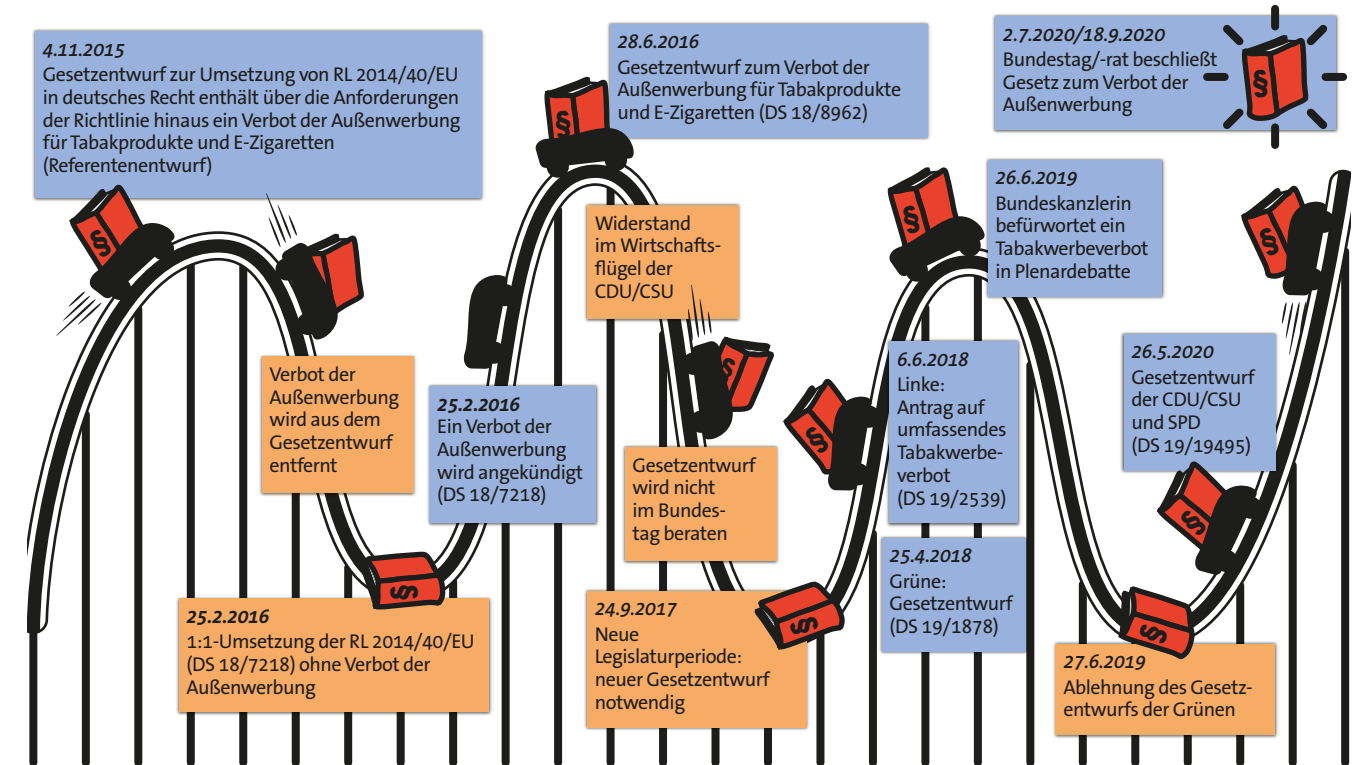 4.11.2015
Gesetzentwurf zur Umsetzung von RL 2014/40/EU
in deutsches Recht enthält über die Anforderungen
der Richtlinie hinaus ein Verbot der Außenwerbung
für Tabakprodukte und E-Zigaretten
(Referentenentwurf)
§
§
Verbot der
Außenwerbung
wird aus dem
Gesetzentwurf
entfernt
§
25.2.2016
1:1-Umsetzung der RL 2014/40/EU
(DS 18/7218) ohne Verbot der
Außenwerbung
25.2.2016
Ein Verbot der
Außenwerbung
wird angekündigt
(DS 18/7218)
28.6.2016
Gesetzentwurf zum Verbot der
Außenwerbung für Tabakprodukte
und E-Zigaretten (DS 18/8962)
Widerstand
im Wirtschafts-
flügel der
CDU/CSU
§
Gesetzentwurf
wird nicht
im Bundes-
tag beraten
§
24.9.2017
Neue
Legislaturperiode:
neuer Gesetzentwurf
notwendig
§
25.4.2018
Grüne:
Gesetzentwurf
(DS 19/1878)
6.6.2018
Linke:
Antrag auf
umfassendes
Tabakwerbe-
verbot
(DS 19/2539)
§
26.6.2019
Bundeskanzlerin
befürwortet ein
Tabakwerbeverbot
in Plenardebatte
§
27.6.2019
Ablehnung des Gesetz-
entwurfs der Grünen
§
26.5.2020
Gesetzentwurf
der CDU/CSU
und SPD
(DS 19/19495)
§
2.7.2020/18.9.2020
Bundestag/-rat beschließt
Gesetz zum Verbot der
Außenwerbung
§